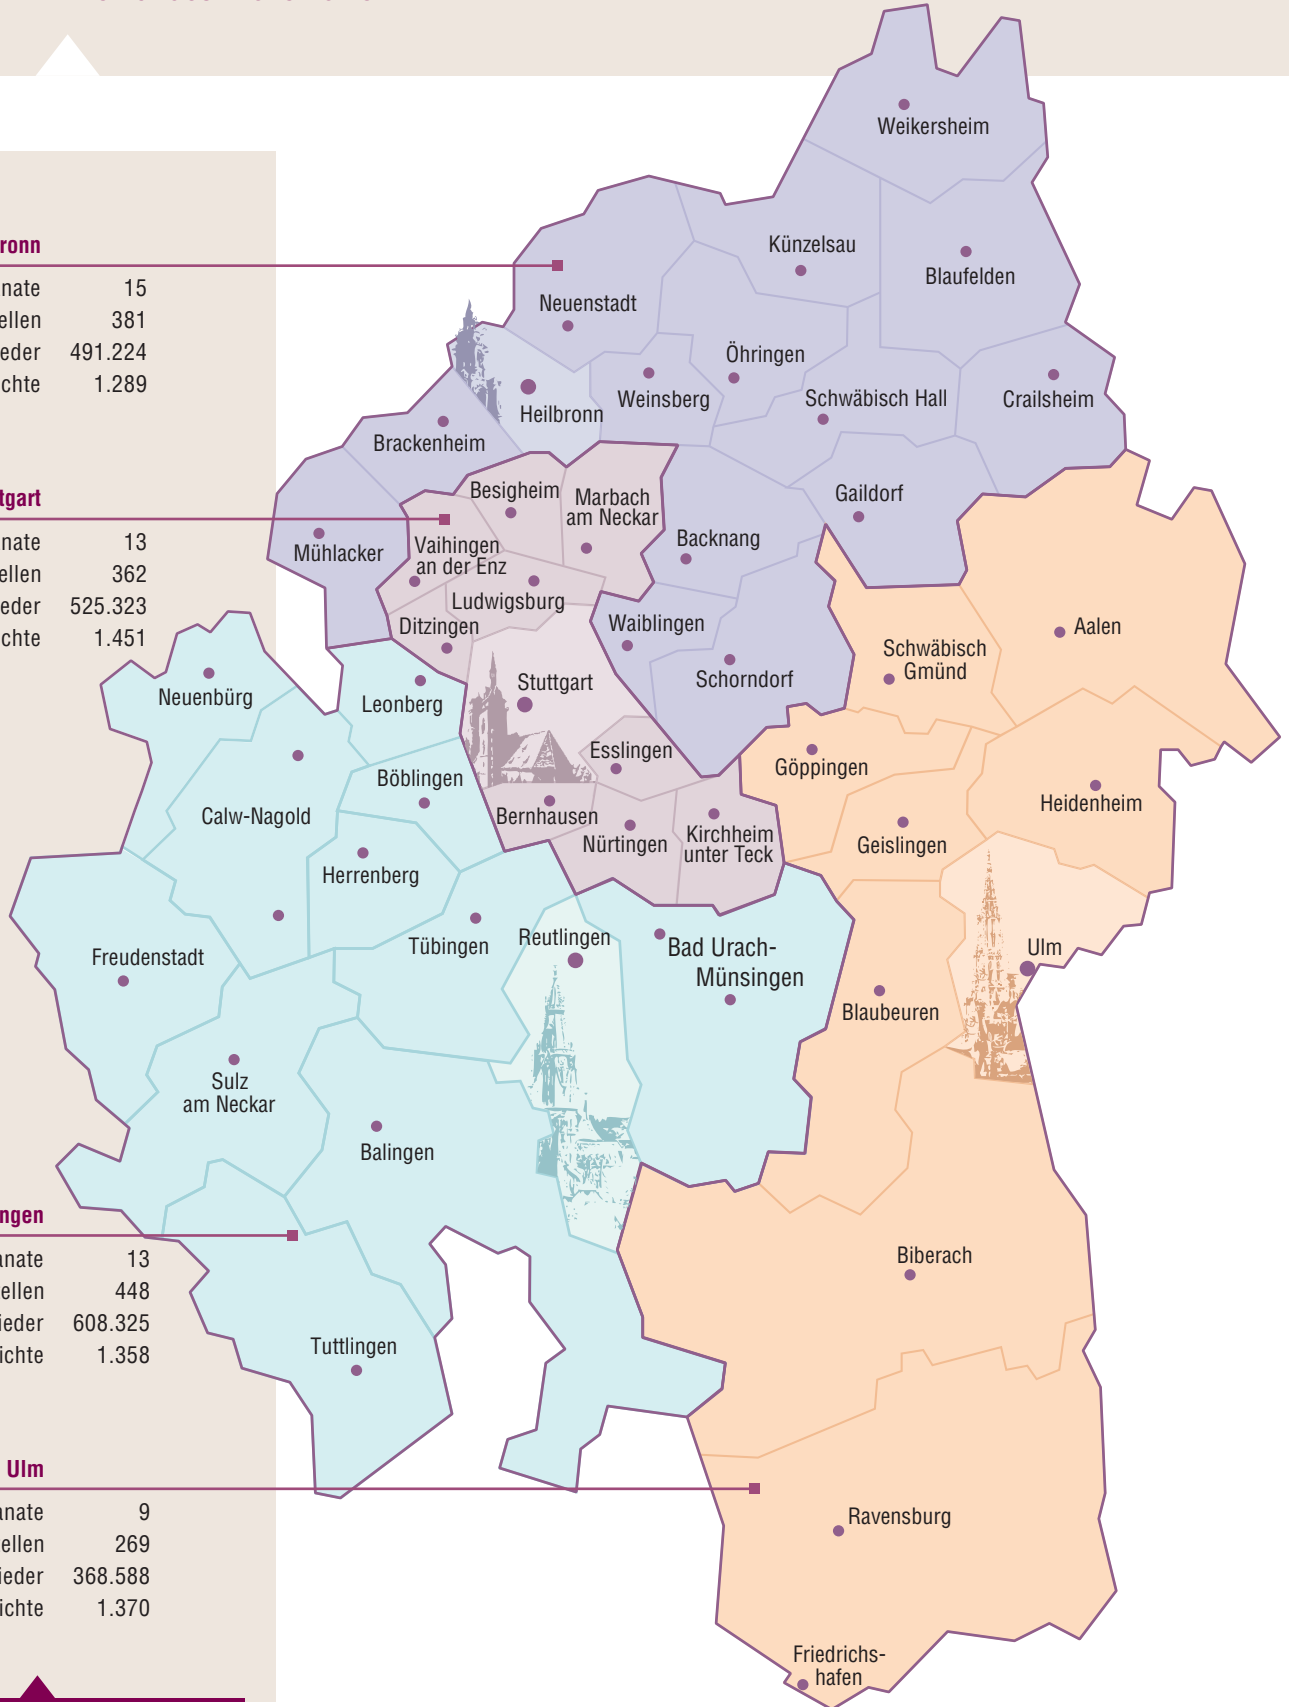 ronn
nate 15
ellen 381
eder 491.224
ichte 1.289
tgart
nate 13
ellen 362
eder 525.323
ichte 1.451
ngen
anate 13
ellen 448
ieder 608.325
ichte 1.358
Ulm
anate 9
ellen 269
ieder 368.588
ichte 1.370
Weikersheim
Künzelsau
Blaufelden
Neuenstadt
Öhringen
Weinsberg
Schwäbisch Hall
Crailsheim
Heilbronn
Brackenheim
Besigheim
Marbach
am Neckar
Gaildorf
Backnang
Mühlacker
Vaihingen
an der Enz
Ludwigsburg
Ditzingen
Waiblingen
Schorndorf
Schwäbisch
Gmünd
Aalen
Neuenbürg
Leonberg
Stuttgart
Esslingen
Göppingen
Böblingen
Heidenheim
Calw-Nagold
Bernhausen
Nürtingen
Kirchheim
unter Teck
Geislingen
Herrenberg
Freudenstadt
Tübingen
Reutlingen
Bad Urach-
Münsingen
Ulm
Blaubeuren
Sulz
am Neckar
Balingen
Biberach
Tuttlingen
Ravensburg
Friedrichs-
hafen